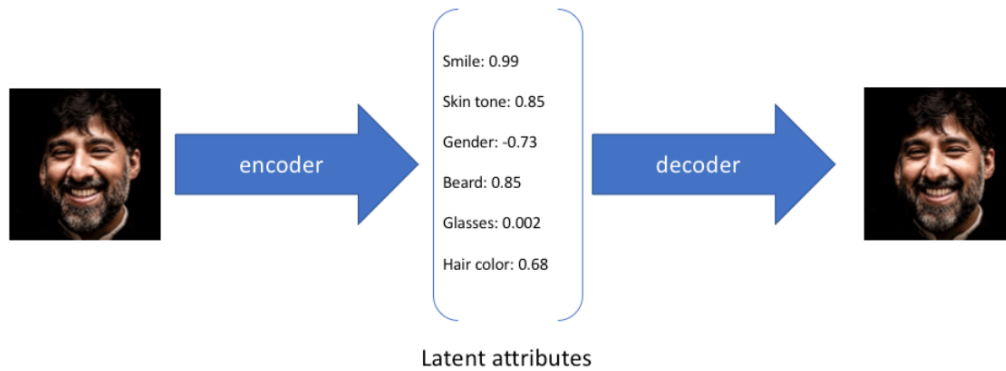 encoder
Smile: 0.99
Skin tone: 0.85
Gender: -0.73
Beard: 0.85
Glasses: 0.002
Hair color: 0.68
decoder
Latent attributes